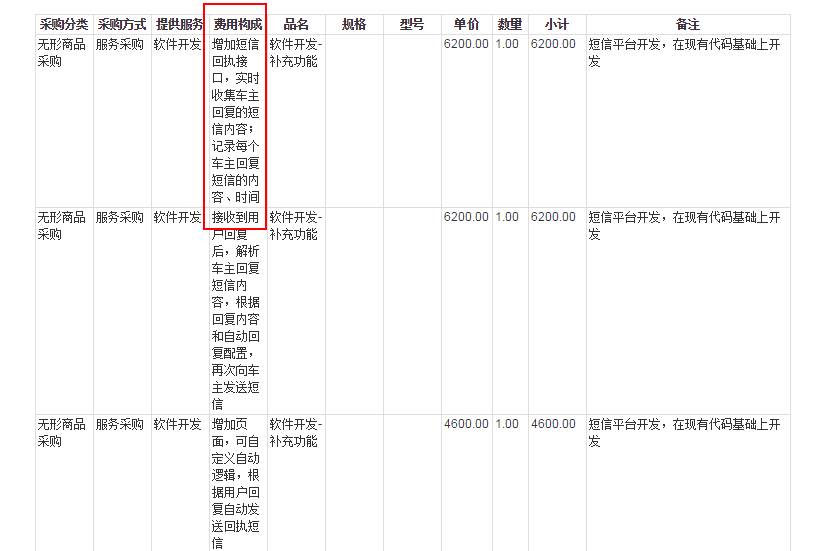 采购分类 采购方式 提供服务 费用构成 品名 规格 型号 单价 数量 小计 备注
无形商品 服务采购 软件开发 增加短信 软件开发- 6200.00 1.00 6200.00 短信平台开发，在现有代码基础上开
采购 回执接 补充功能 发
口，实时
收集车主
回复的短
信内容；
记录每个
车主回复
短信的内
容、时间
无形商品 服务采购 软件开发 接收到用 软件开发- 6200.00 1.00 6200.00 短信平台开发，在现有代码基础上开
采购 户回复 补充功能 发
后，解析
车主回复
短信内
容，根据
回复内容
和自动回
复配置，
再次向车
主发送短
信
无形商品 服务采购 软件开发 增加页 软件开发- 4600.00 1.00 4600.00 短信平台开发，在现有代码基础上开
采购 面，可自 补充功能 发
定义自动
逻辑，根
据用户回
复自动发
送回执短
信